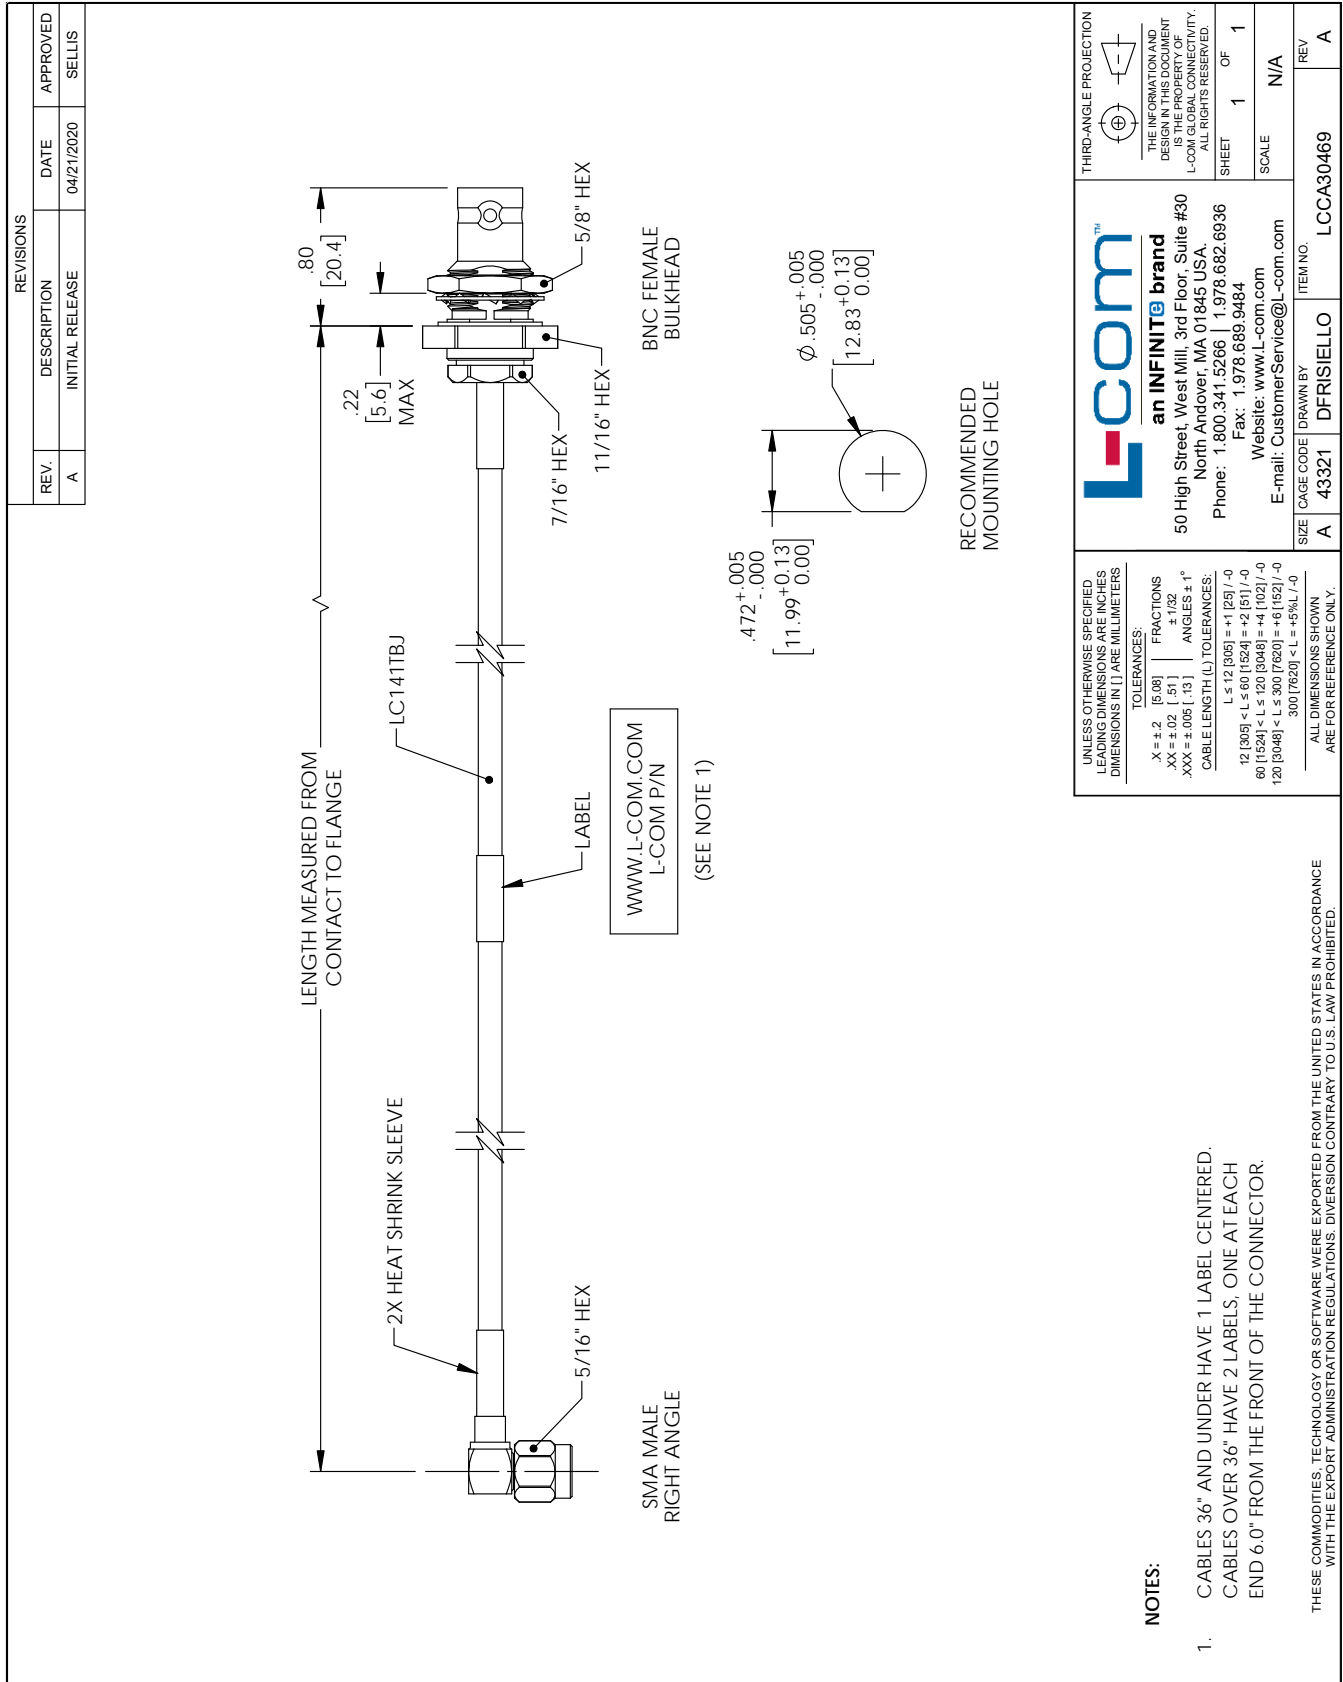 REVISIONS
REV. DESCRIPTION DATE APPROVED
A INITIAL RELEASE 04/21/2020 SELLIS
LENGTH MEASURED FROM
CONTACT TO FLANGE
.80
[20.4]
.22
[5.6]
MAX
2X HEAT SHRINK SLEEVE
LC141TBJ
5/16" HEX
LABEL
7/16" HEX
11/16" HEX
5/8" HEX
SMA MALE
RIGHT ANGLE
WWW.L-COM.COM
L-COM P/N
(SEE NOTE 1)
BNC FEMALE
BULKHEAD
.472 +.005
-.000
[11.99 +0.13]
0.00
Ø.505 +.005
-.000
[12.83 +0.13]
0.00
RECOMMENDED
MOUNTING HOLE
NOTES:
1. CABLES 36" AND UNDER HAVE 1 LABEL CENTERED.
CABLES OVER 36" HAVE 2 LABELS, ONE AT EACH
END 6.0" FROM THE FRONT OF THE CONNECTOR.
THESE COMMODITIES, TECHNOLOGY OR SOFTWARE WERE EXPORTED FROM THE UNITED STATES IN ACCORDANCE
WITH THE EXPORT ADMINISTRATION REGULATIONS. DIVERSION CONTRARY TO U.S. LAW PROHIBITED.
UNLESS OTHERWISE SPECIFIED
LEADING DIMENSIONS ARE INCHES
DIMENSIONS IN [ ] ARE MILLIMETERS
TOLERANCES:
.X = ±.2 [5.08] FRACTIONS
.XX = ±.02 [.51] ± 1/32
.XXX = ±.005 [.13] ANGLES ± 1°
CABLE LENGTH (L) TOLERANCES:
L ≤ 12 [305] = +1 [25] / -0
12 [305] < L ≤ 60 [1524] = +2 [51] / -0
60 [1524] < L ≤ 120 [3048] = +4 [102] / -0
120 [3048] < L ≤ 300 [7620] = +6 [152] / -0
300 [7620] < L = +5%L / -0
ALL DIMENSIONS SHOWN
ARE FOR REFERENCE ONLY.
L-com™
an INFINITe brand
50 High Street, West Mill, 3rd Floor, Suite #30
North Andover, MA 01845 USA.
Phone: 1.800.341.5266 | 1.978.682.6936
Fax: 1.978.689.9484
Website: www.L-com.com
E-mail: CustomerService@L-com.com
THIRD-ANGLE PROJECTION
THE INFORMATION AND
DESIGN IN THIS DOCUMENT
IS THE PROPERTY OF
L-COM GLOBAL CONNECTIVITY.
ALL RIGHTS RESERVED.
SHEET 1 OF 1
SCALE N/A
SIZE A
CAGE CODE 43321
DRAWN BY DFRISIELLO
ITEM NO. LCCA30469
REV A